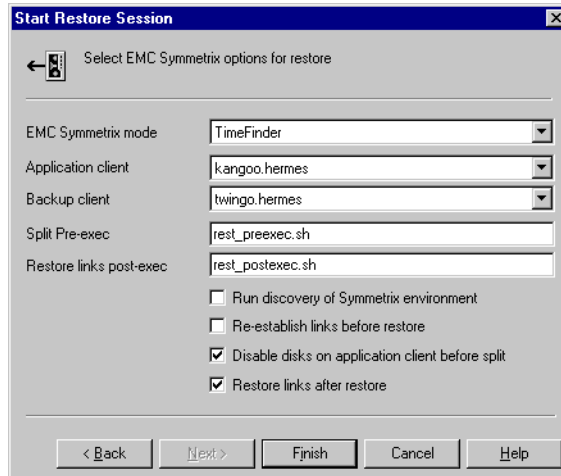 Start Restore Session
Select EMC Symmetrix options for restore
EMC Symmetrix mode
TimeFinder
Application client
kangoo.hermes
Backup client
twingo.hermes
Split Pre-exec
rest_preexec.sh
Restore links post-exec
rest_postexec.sh
Run discovery of Symmetrix environment
Re-establish links before restore
Disable disks on application client before split
Restore links after restore
< Back
Next >
Finish
Cancel
Help